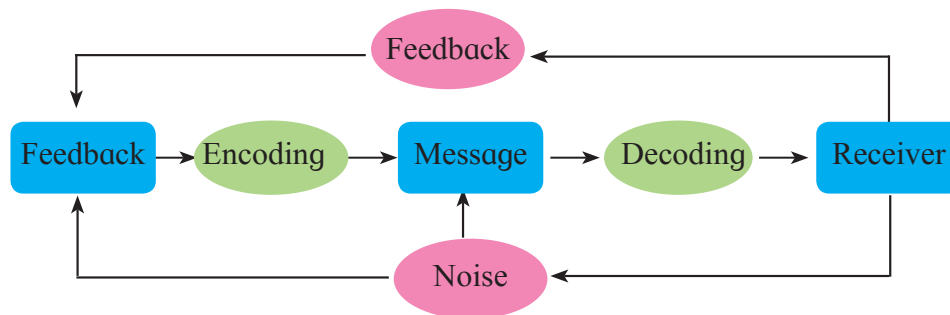 Feedback
Feedback
Encoding
Message
Decoding
Receiver
Noise